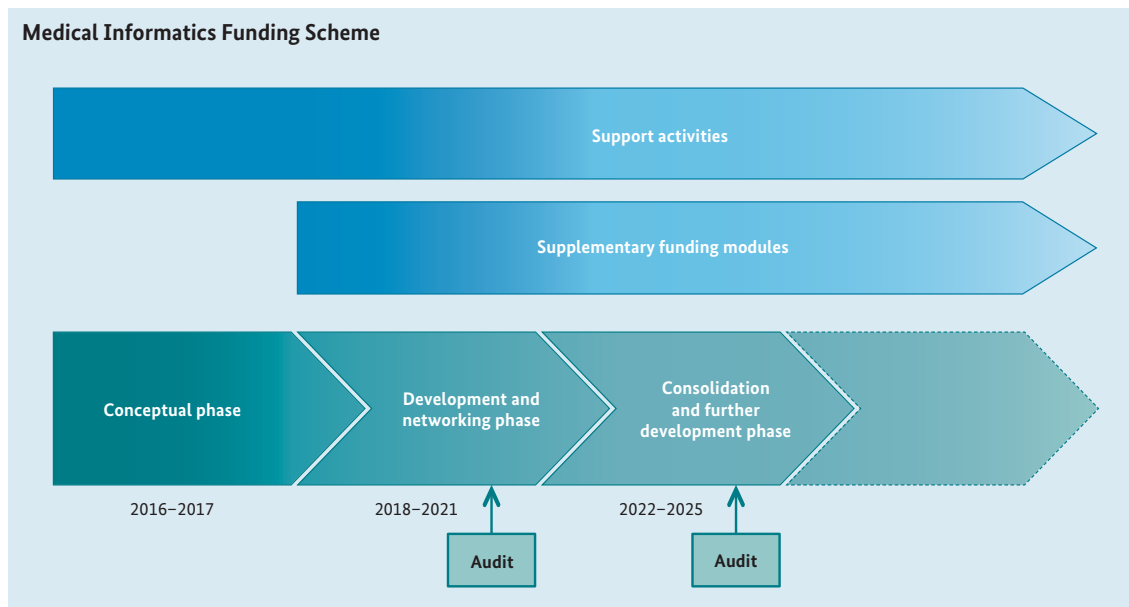 Medical Informatics Funding Scheme
Support activities
Supplementary funding modules
Conceptual phase
Development and
networking phase
Consolidation
and further
development phase
2016–2017
2018–2021
2022–2025
Audit
Audit